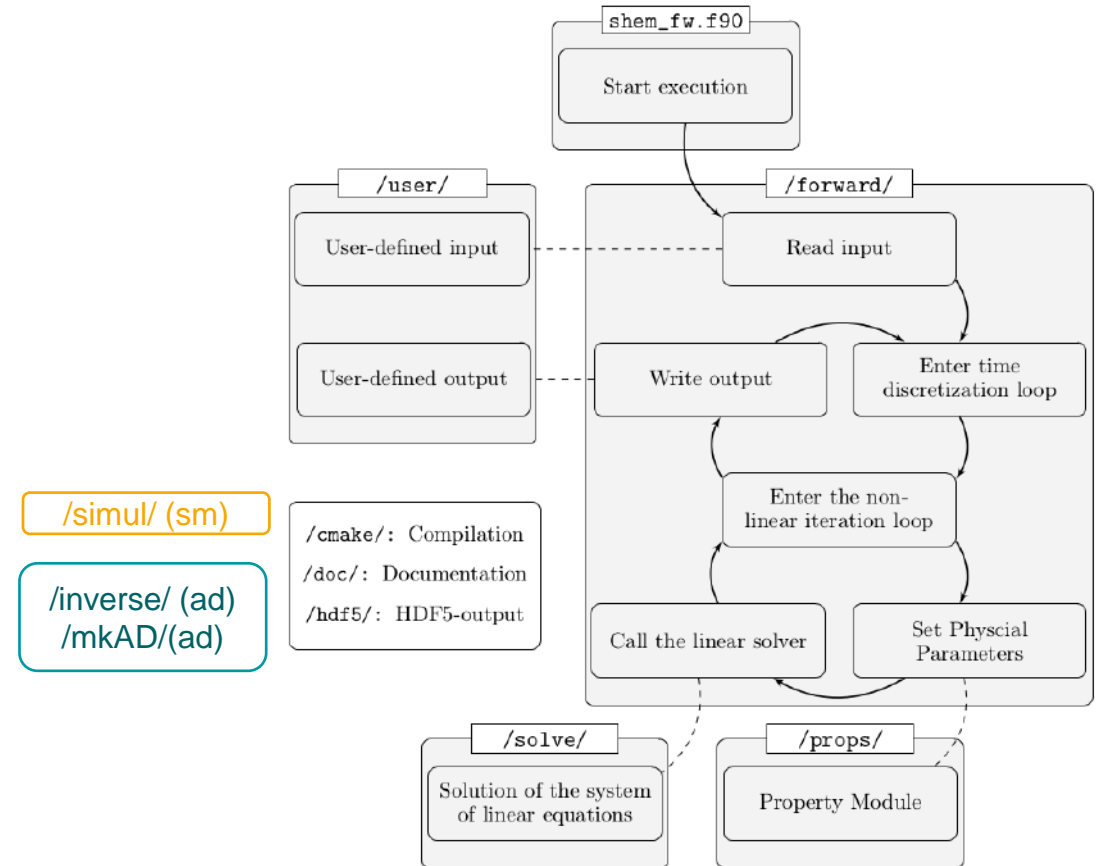 shem_fw.f90
Start execution
/user/
/forward/
User-defined input
Read input
User-defined output
Write output
Enter time
discretization loop
Enter the non-
linear iteration loop
/simul/ (sm)
/inverse/ (ad)
/mkAD/(ad)
/cmake/: Compilation
/doc/: Documentation
/hdf5/: HDF5-output
Call the linear solver
Set Physcial
Parameters
/solve/
/props/
Solution of the system
of linear equations
Property Module